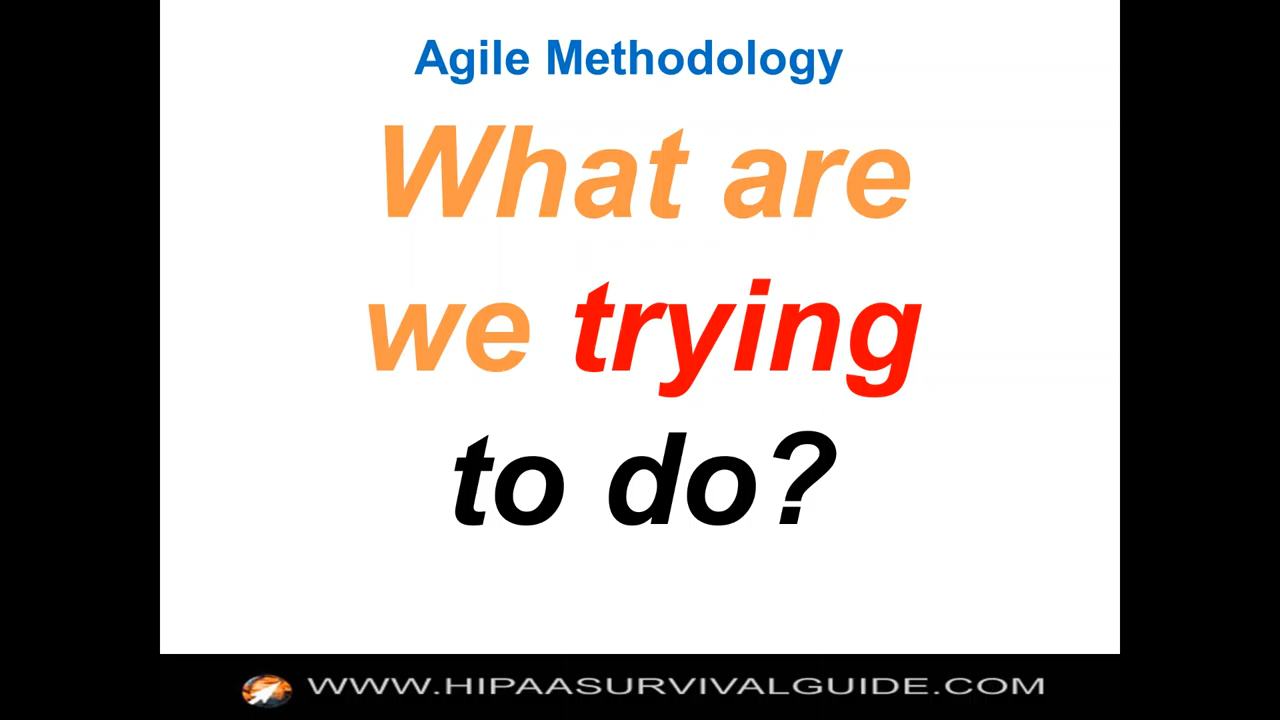 Agile Methodology
What are
we trying
to do?
WWW.HIPAASURVIVALGUIDE.COM